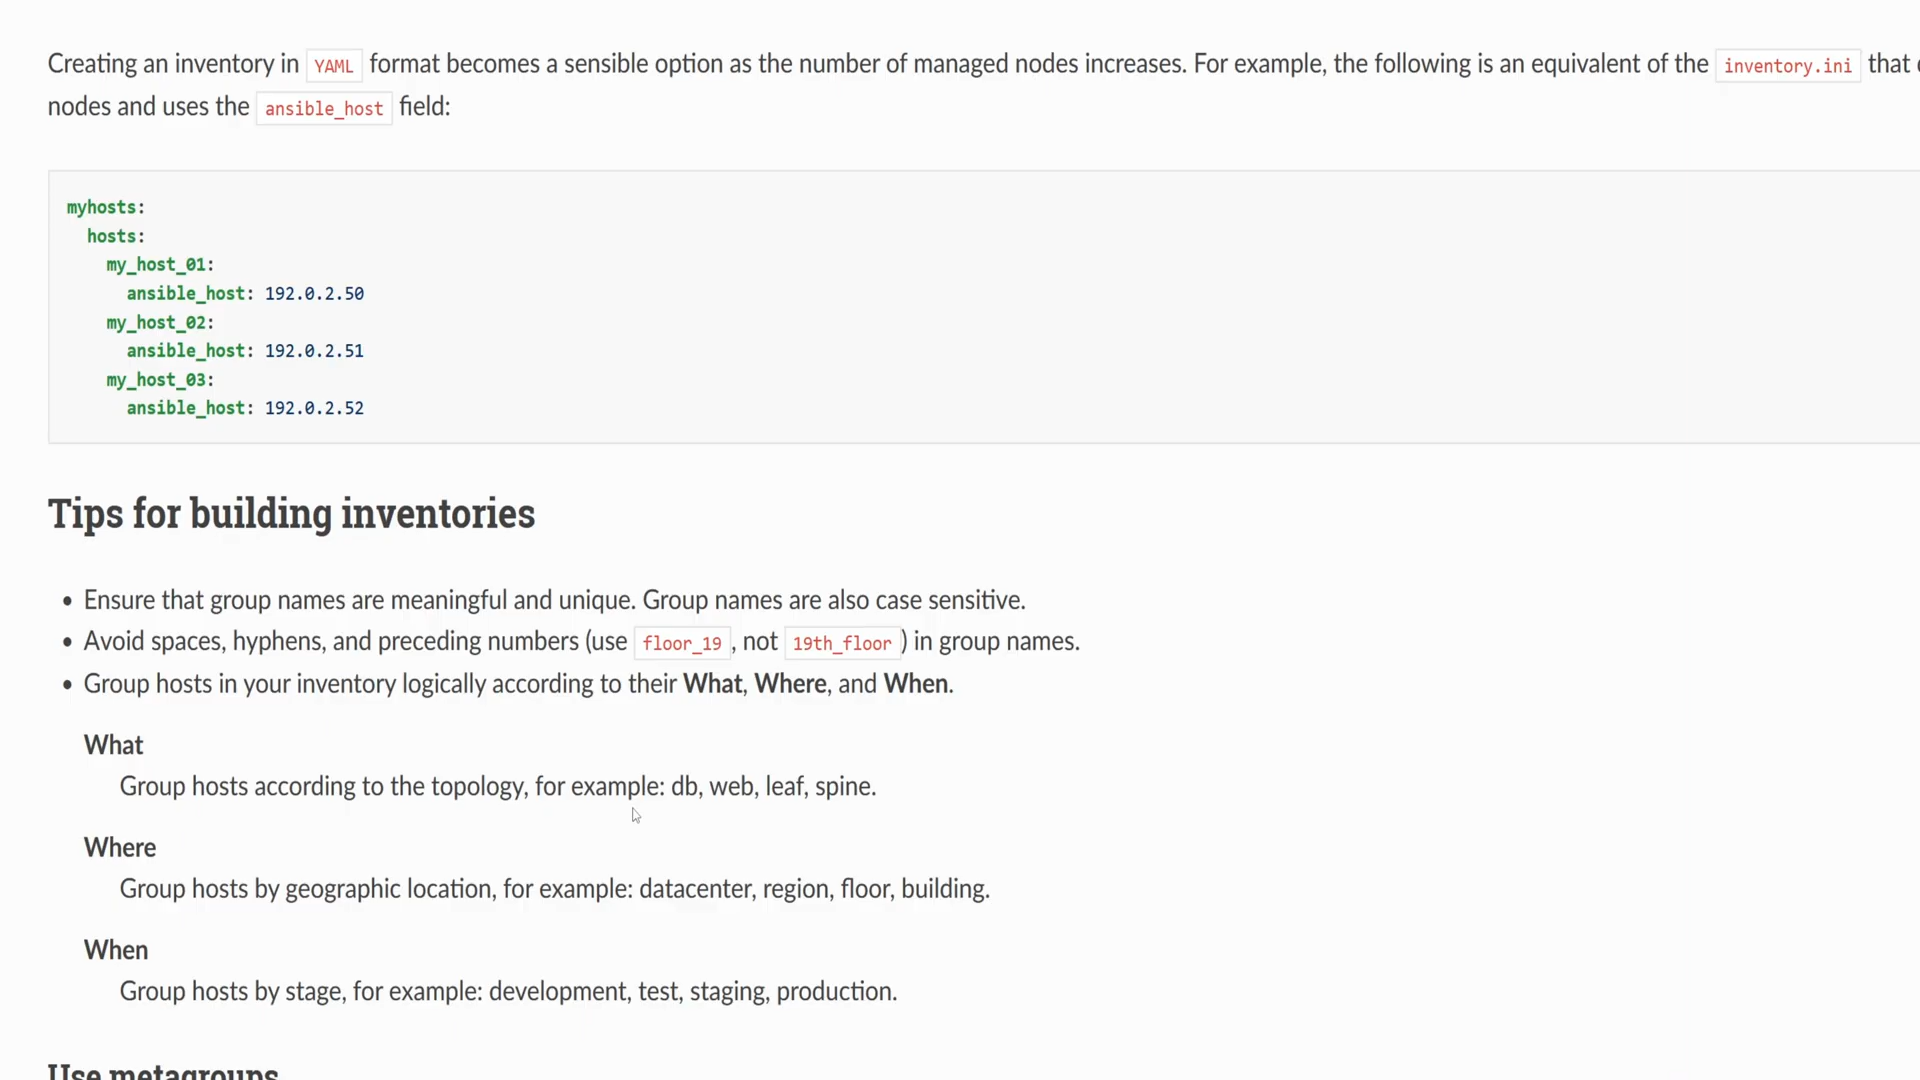 Creating an inventory in YAML format becomes a sensible option as the number of managed nodes increases. For example, the following is an equivalent of the inventory.ini that
nodes and uses the ansible_host field:
myhosts:
  hosts:
    my_host_01:
      ansible_host: 192.0.2.50
    my_host_02:
      ansible_host: 192.0.2.51
    my_host_03:
      ansible_host: 192.0.2.52
Tips for building inventories
• Ensure that group names are meaningful and unique. Group names are also case sensitive.
• Avoid spaces, hyphens, and preceding numbers (use floor_19, not 19th_floor) in group names.
• Group hosts in your inventory logically according to their What, Where, and When.
What
Group hosts according to the topology, for example: db, web, leaf, spine.
Where
Group hosts by geographic location, for example: datacenter, region, floor, building.
When
Group hosts by stage, for example: development, test, staging, production.
Use metagroups